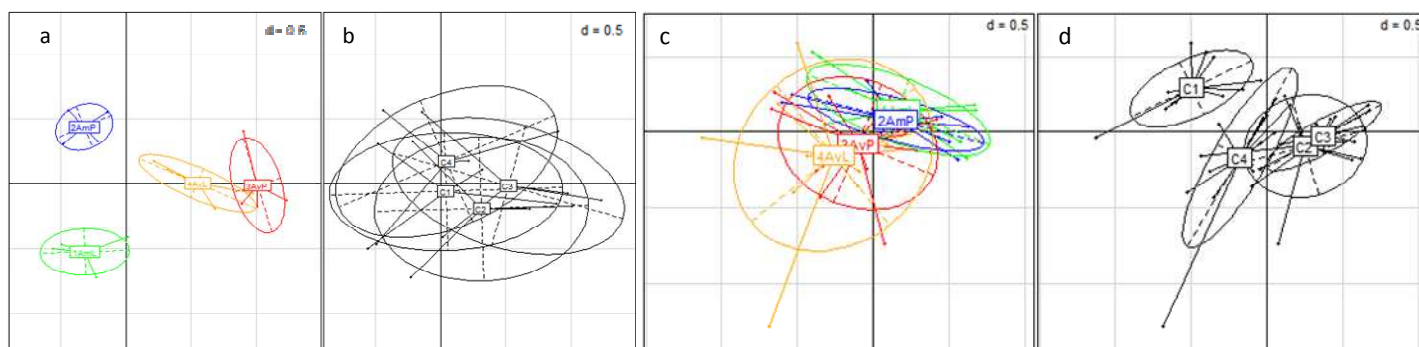 a
2AmP
4AvL
3AvP
1AmL
b
d = 0.5
C4
C1
C3
C2
c
d = 0.5
2AmP
3AvP
4AvL
d
d = 0.5
C1
C4
C2
C3